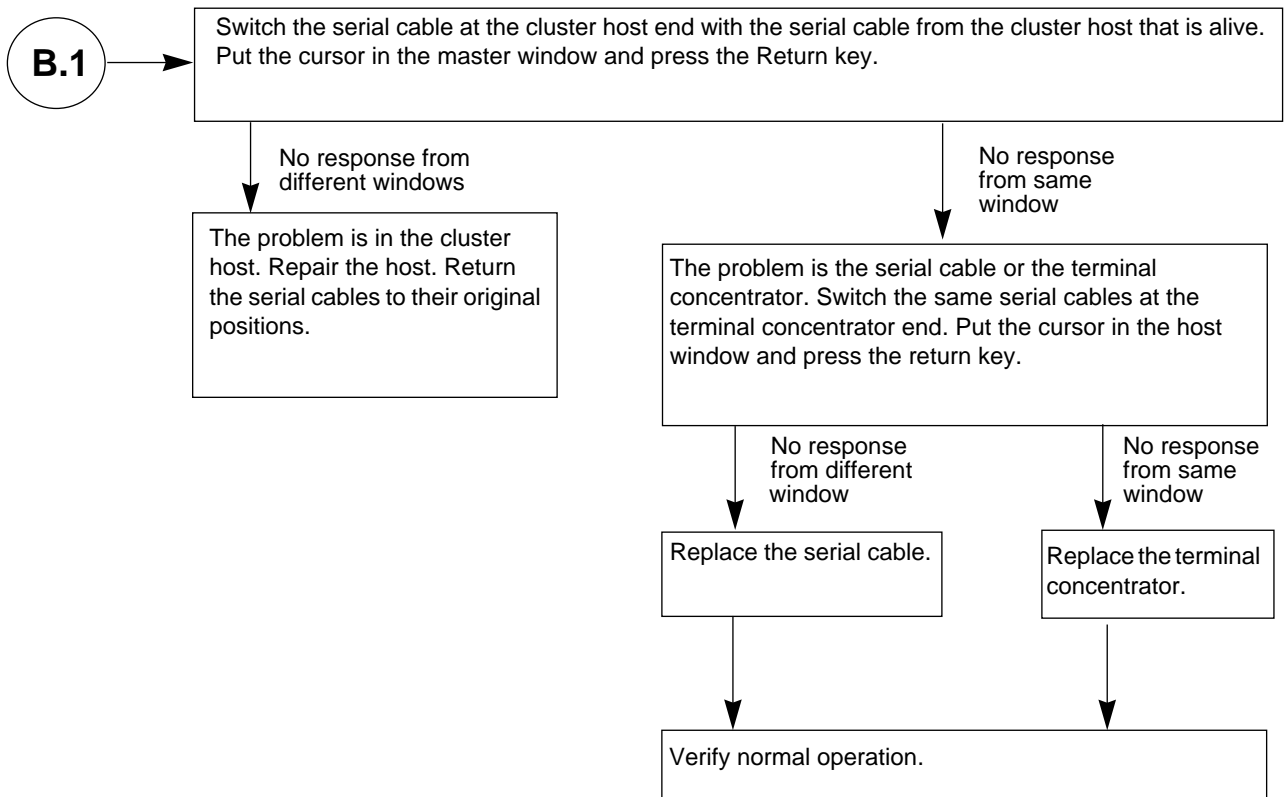 B.1
Switch the serial cable at the cluster host end with the serial cable from the cluster host that is alive.
Put the cursor in the master window and press the Return key.
No response from
different windows
No response
from same
window
The problem is in the cluster
host. Repair the host. Return
the serial cables to their original
positions.
The problem is the serial cable or the terminal
concentrator. Switch the same serial cables at the
terminal concentrator end. Put the cursor in the host
window and press the return key.
No response
from different
window
No response
from same
window
Replace the serial cable.
Replace the terminal
concentrator.
Verify normal operation.